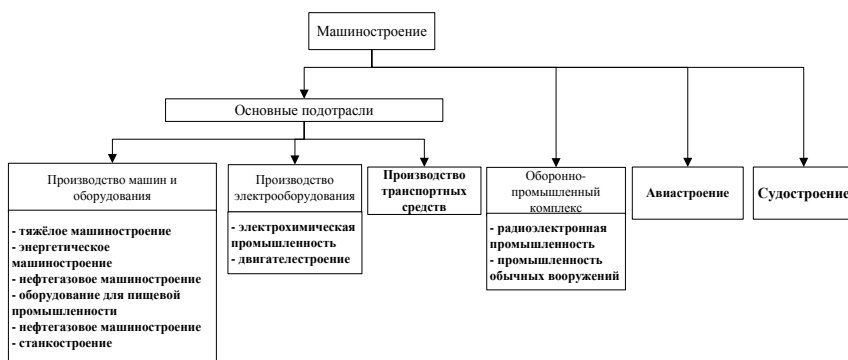 Машиностроение
Основные подотрасли
Производство машин и
оборудования
- тяжёлое машиностроение
- энергетическое
машиностроение
- нефтегазовое машиностроение
- оборудование для пищевой
промышленности
- нефтегазовое машиностроение
- станкостроение
Производство
электрооборудования
- электрохимическая
промышленность
- двигателестроение
Производство
транспортных
средств
Оборонно-
промышленный
комплекс
- радиоэлектронная
промышленность
- промышленность
обычных вооружений
Авиастроение
Судостроение